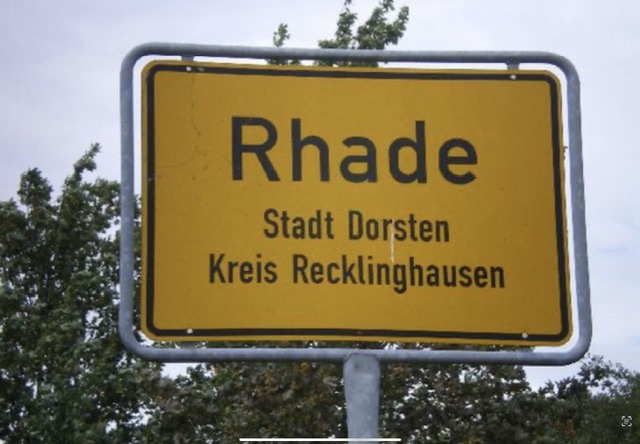 Rhade
Stadt Dorsten
Kreis Recklinghausen